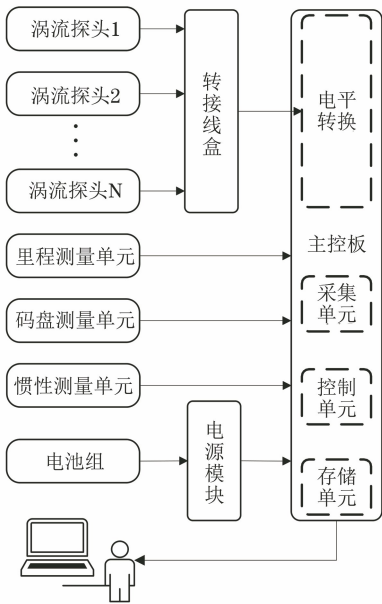 涡流探头1
涡流探头2
涡流探头N
里程测量单元
码盘测量单元
惯性测量单元
电池组
转接线盒
电源模块
电平
转换
主控板
采集
单元
控制
单元
存储
单元